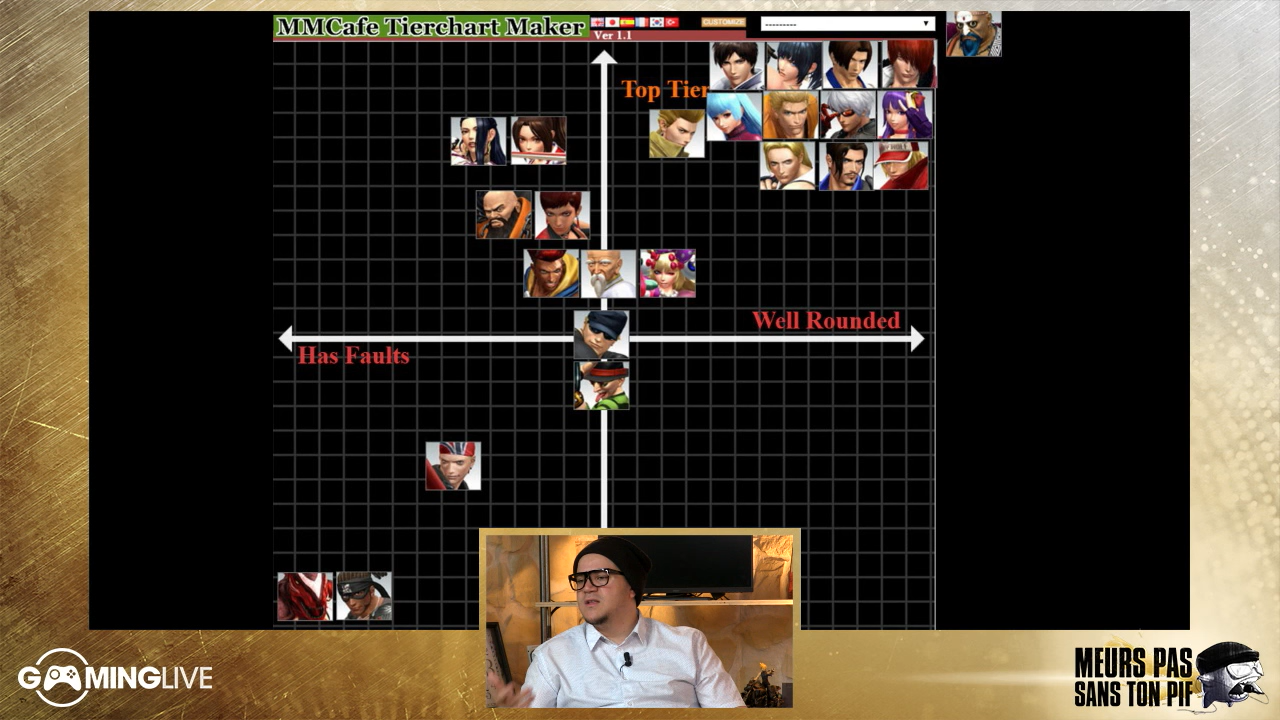 MMCafe Tierchart Maker
CUSTOMIZE
---------
Ver 1.1
Top Tier
Well Rounded
Has Faults
GAMINGLIVE
MEURS PAS
SANS TON PIF